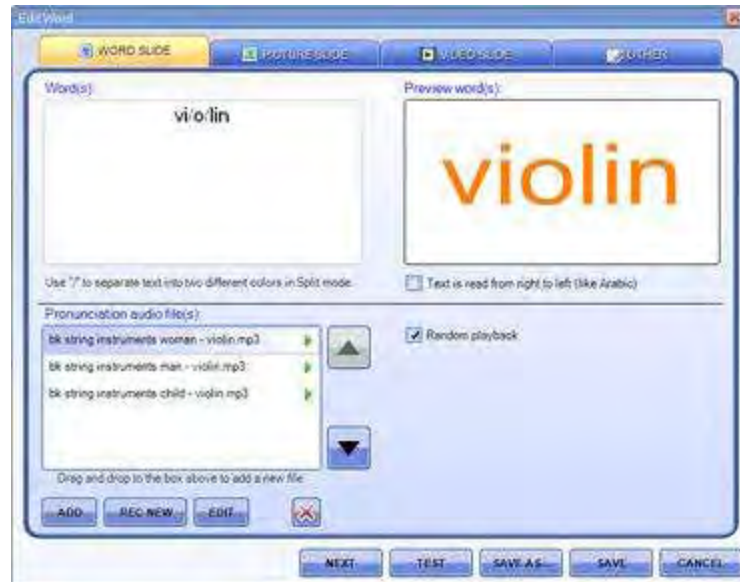 Edit Word
WORD SLIDE
PICTURE SLIDE
VIDEO SLIDE
OTHER
Word(s):
vi/o/lin
Use "/" to separate text into two different colors in Split mode.
Preview word(s):
violin
Text is read from right to left (like Arabic)
Pronunciation audio file(s):
bk string instruments woman - violin.mp3
bk string instruments man - violin.mp3
bk string instruments child - violin.mp3
Drag and drop to the box above to add a new file
Random playback
ADD
REC NEW
EDIT
NEXT
TEST
SAVE AS...
SAVE
CANCEL